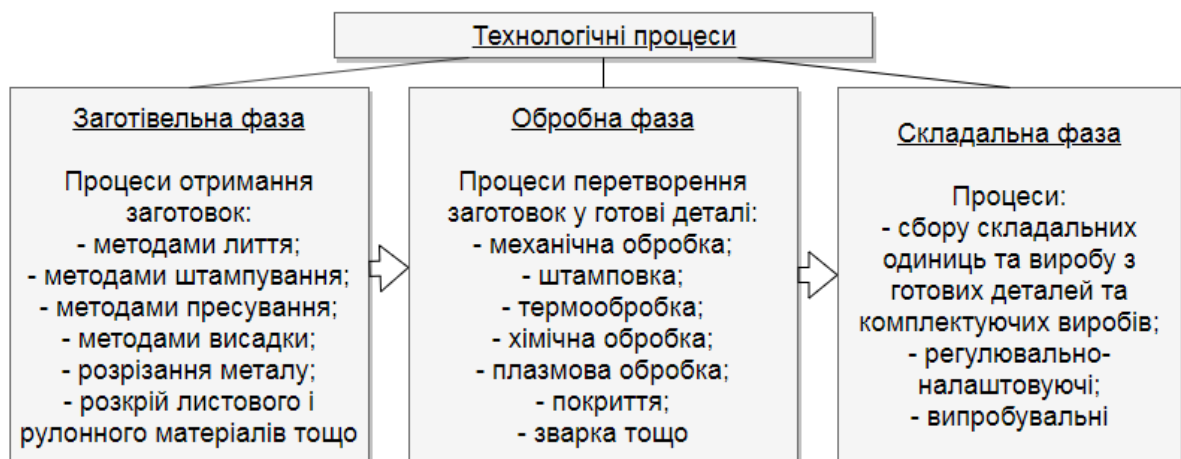 Технологічні процеси
Заготівельна фаза
Процеси отримання
заготовок:
- методами лиття;
- методами штампування;
- методами пресування;
- методами висадки;
- розрізання металу;
- розкрій листового і
рулонного матеріалів тощо
Обробна фаза
Процеси перетворення
заготовок у готові деталі:
- механічна обробка;
- штамповка;
- термообробка;
- хімічна обробка;
- плазмова обробка;
- покриття;
- зварка тощо
Складальна фаза
Процеси:
- сбору складальних
одиниць та виробу з
готових деталей та
комплектуючих виробів;
- регулювально-
налаштовуючі;
- випробувальні